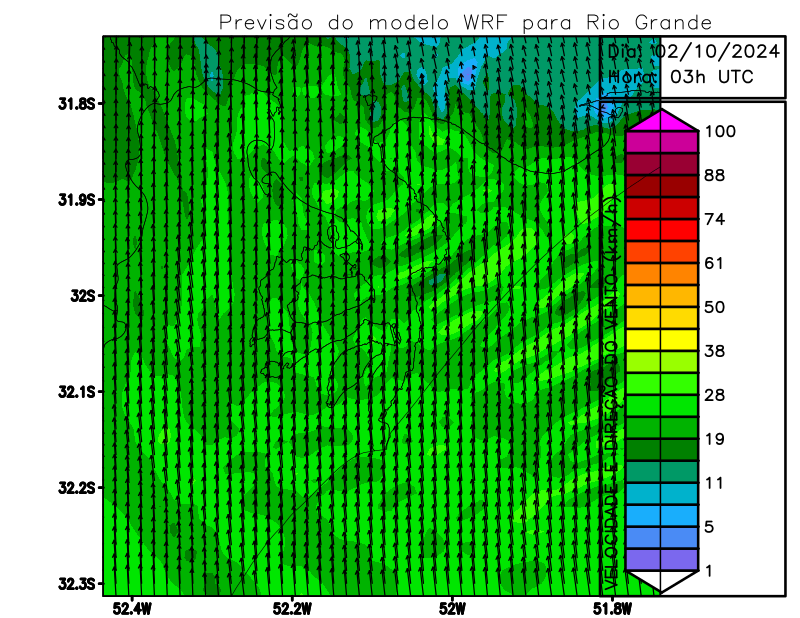 Previsão do modelo WRF para Rio Grande
Dia: 02/10/2024
Hora: 03h UTC
31.8S
31.9S
32S
32.1S
32.2S
32.3S
52.4W
52.2W
52W
51.8W
VELOCIDADE E DIREÇÃO DO VENTO (km/h)
100
88
74
61
50
38
28
19
11
5
1